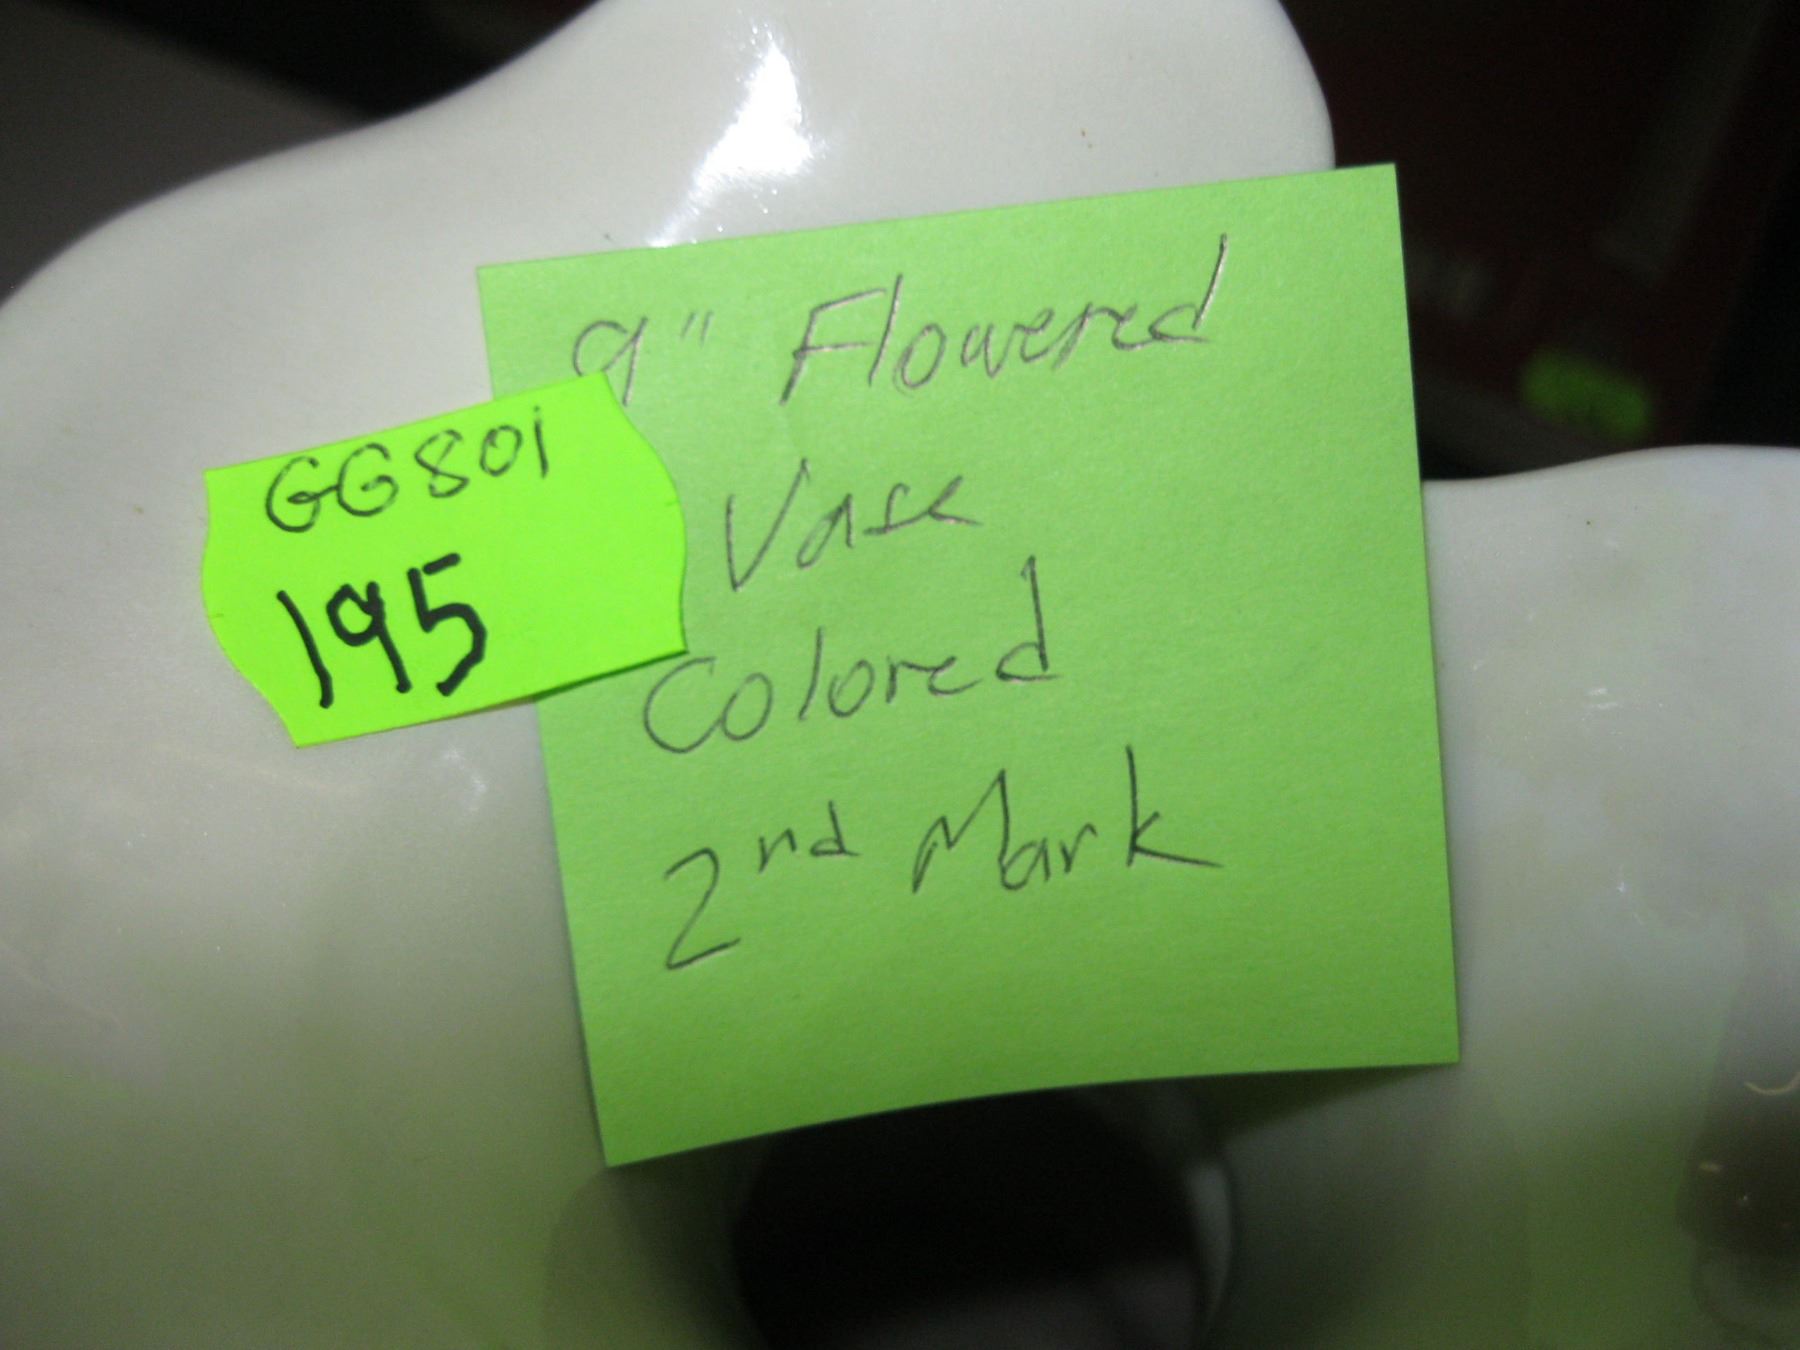 9" Flowered
Vase
Colored
2nd Mark
GG801
195